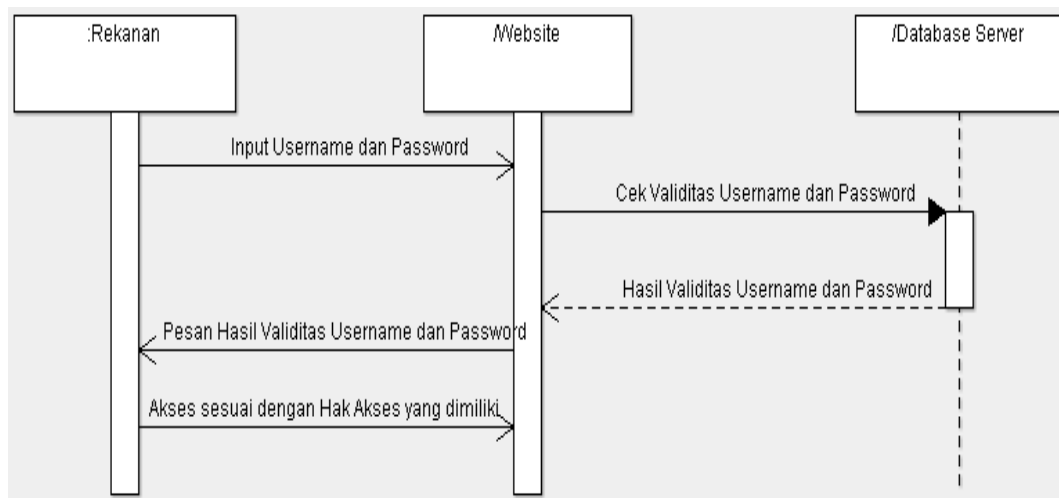 :Rekanan
/Website
/Database Server
Input Username dan Password
Cek Validitas Username dan Password
Hasil Validitas Username dan Password
Pesan Hasil Validitas Username dan Password
Akses sesuai dengan Hak Akses yang dimiliki